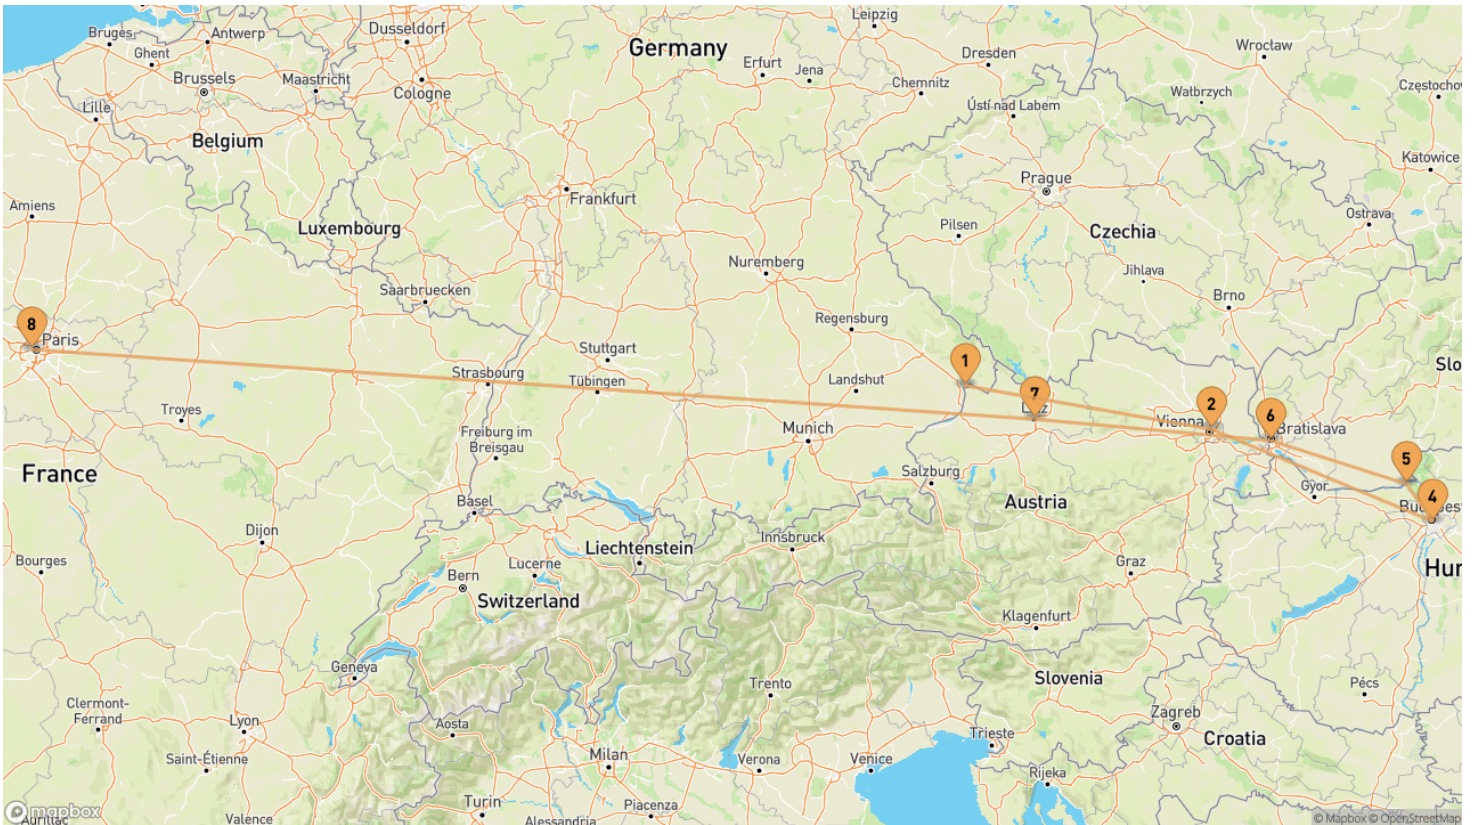 Leipzig
Bruges
Antwerp
Dusseldorf
Germany
Wrocław
Ghent
Dresden
Erfurt
Jena
Brussels
Maastricht
Chemnitz
Cologne
Wałbrzych
Lille
Ústí nad Labem
Belgium
Katowice
Prague
Frankfurt
Amiens
Ostrava
Luxembourg
Pilsen
Czechia
Nuremberg
Jihlava
Saarbruecken
Brno
Regensburg
8
Paris
Stuttgart
1
Slo
Strasbourg
Tübingen
Landshut
7
2
Troyes
Vienna
6
Bratislava
Munich
Freiburg im
Breisgau
5
France
Salzburg
Gyor
4
Basel
Austria
Dijon
Innsbruck
Liechtenstein
Bourges
Lucerne
Graz
Hun
Bern
Switzerland
Klagenfurt
Geneva
Slovenia
Trento
Pécs
Clermont-
Ferrand
Zagreb
Lyon
Aosta
Trieste
Croatia
Saint-Étienne
Milan
Verona
Venice
Rijeka
Turin
Piacenza
mapbox
Valence
Alessandria
© Mapbox © OpenStreetMap